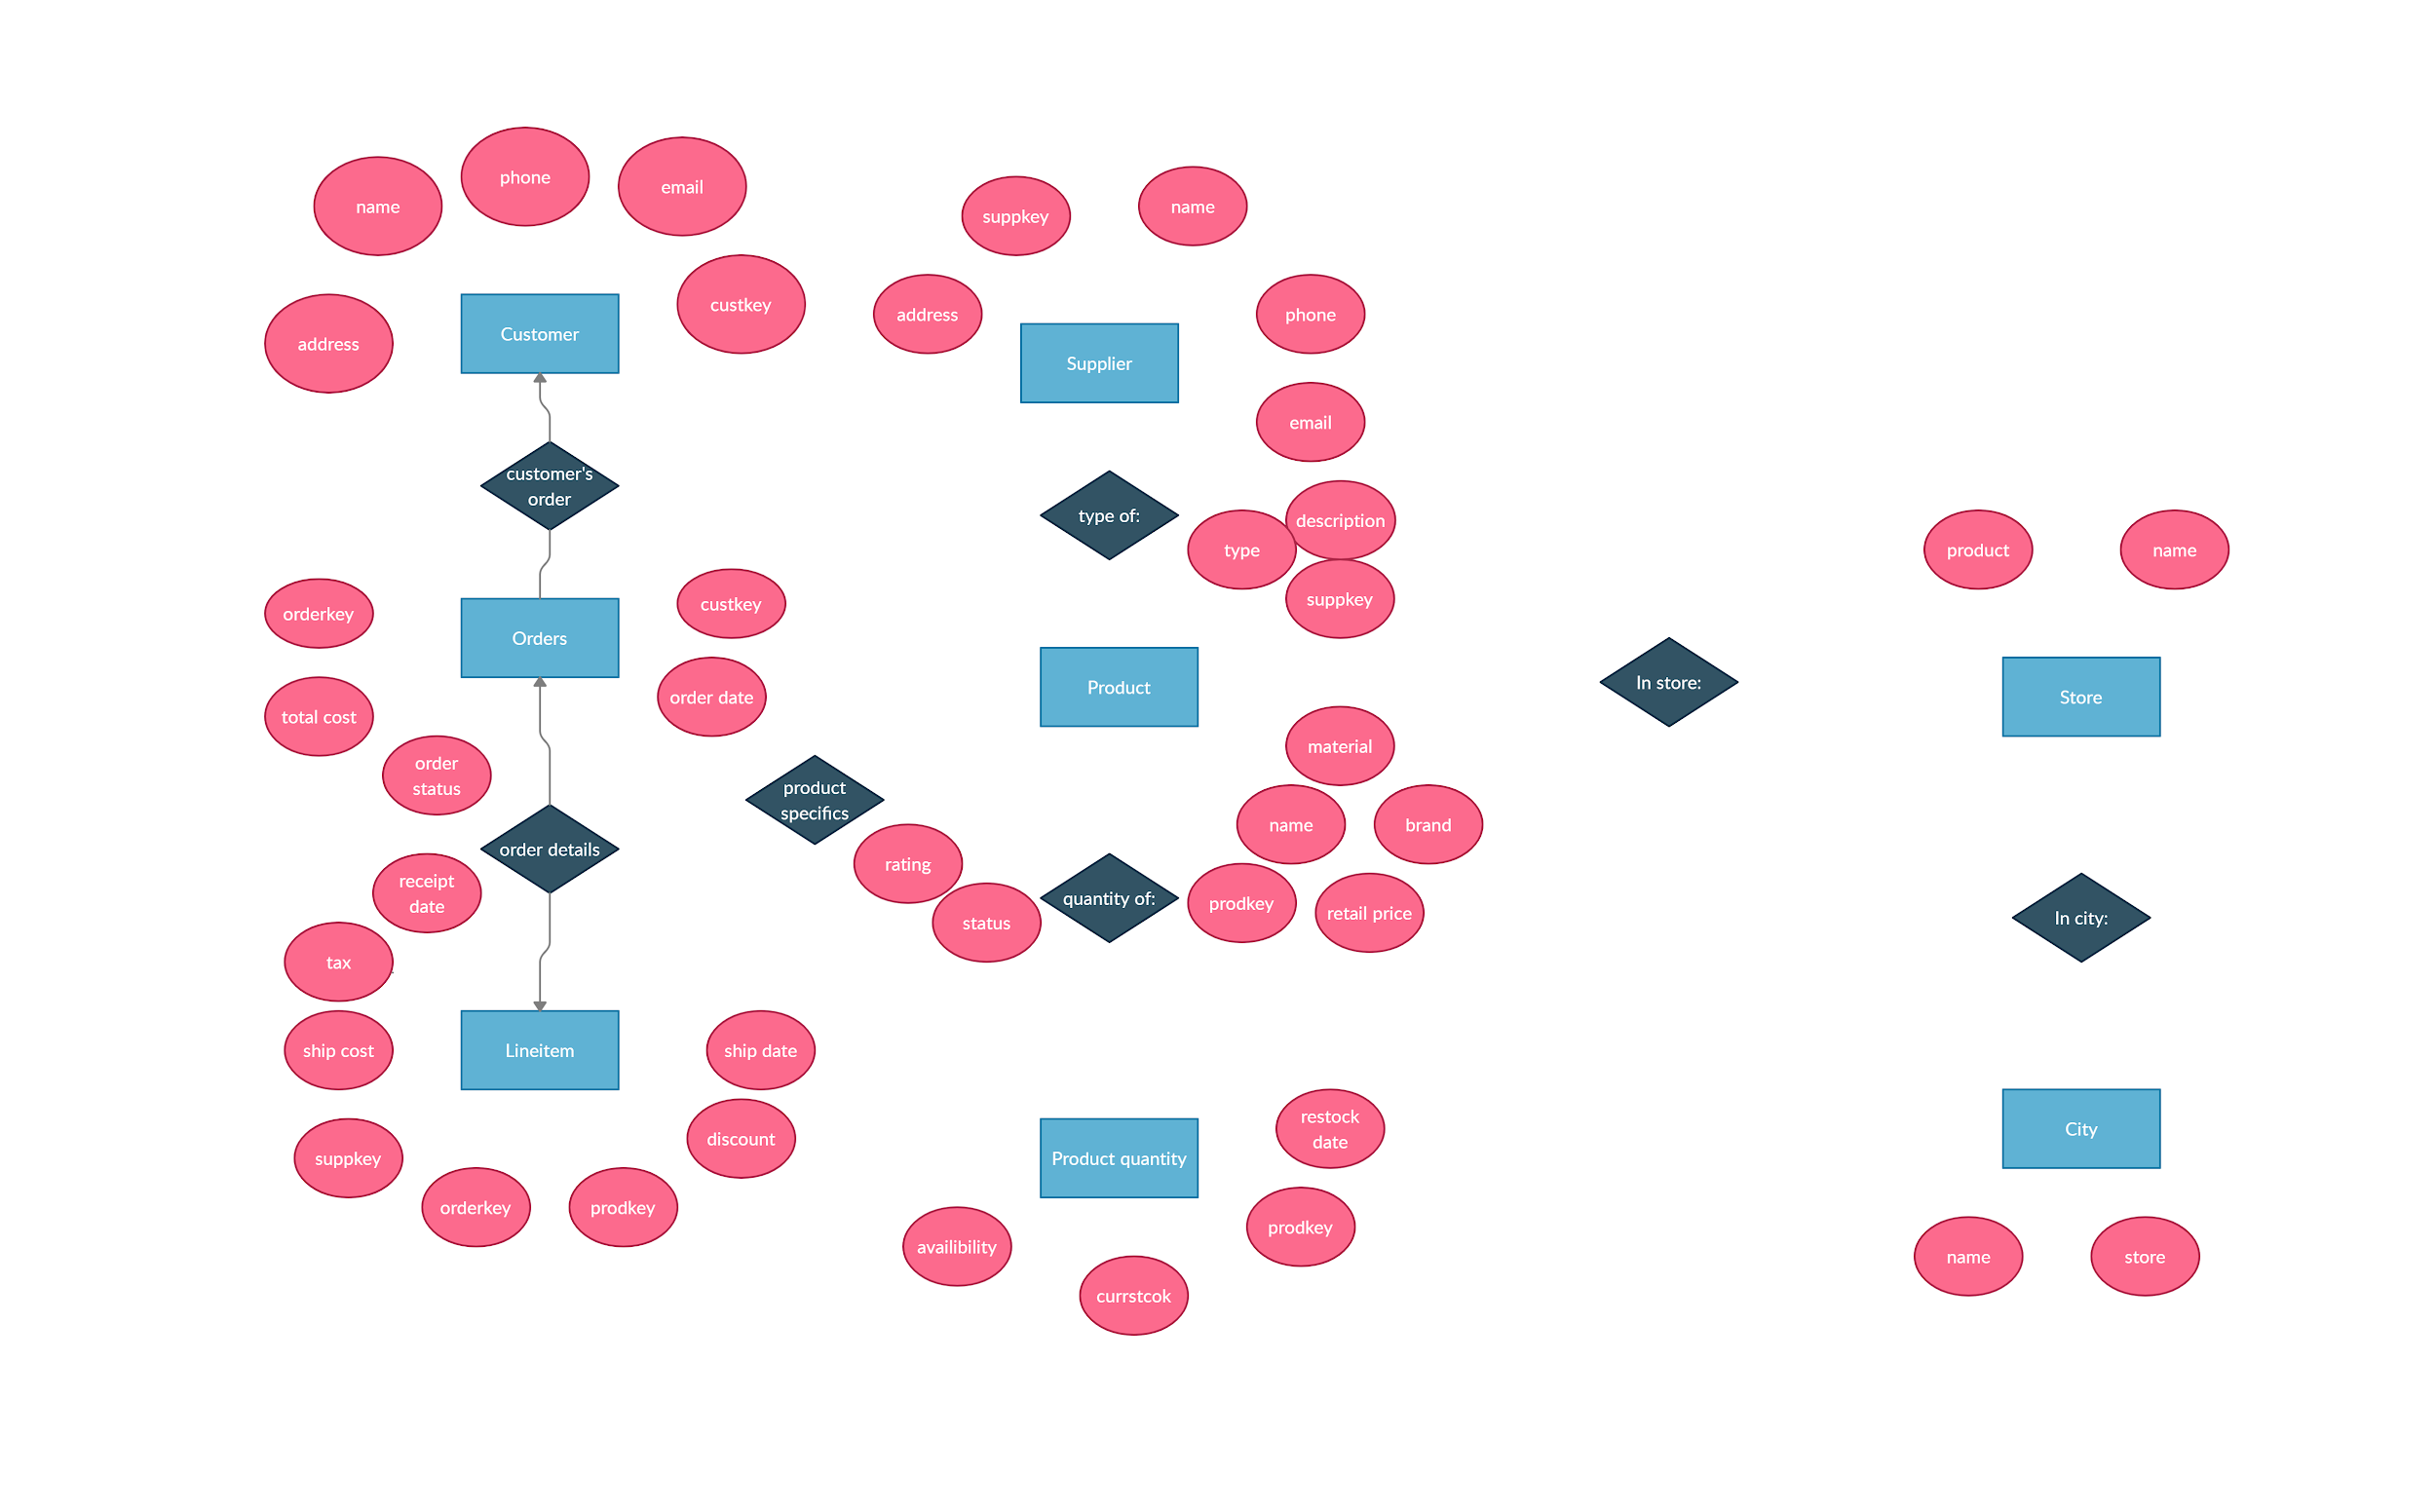 phone
email
name
name
suppkey
custkey
address
phone
Customer
address
Supplier
email
customer's
order
type of:
description
type
product
name
suppkey
custkey
orderkey
Orders
In store:
Product
order date
Store
total cost
material
order
status
product
specifics
name
brand
order details
rating
receipt
date
quantity of:
prodkey
retail price
In city:
status
tax
ship cost
Lineitem
ship date
restock
date
City
discount
suppkey
Product quantity
orderkey
prodkey
prodkey
availibility
name
store
currstcok